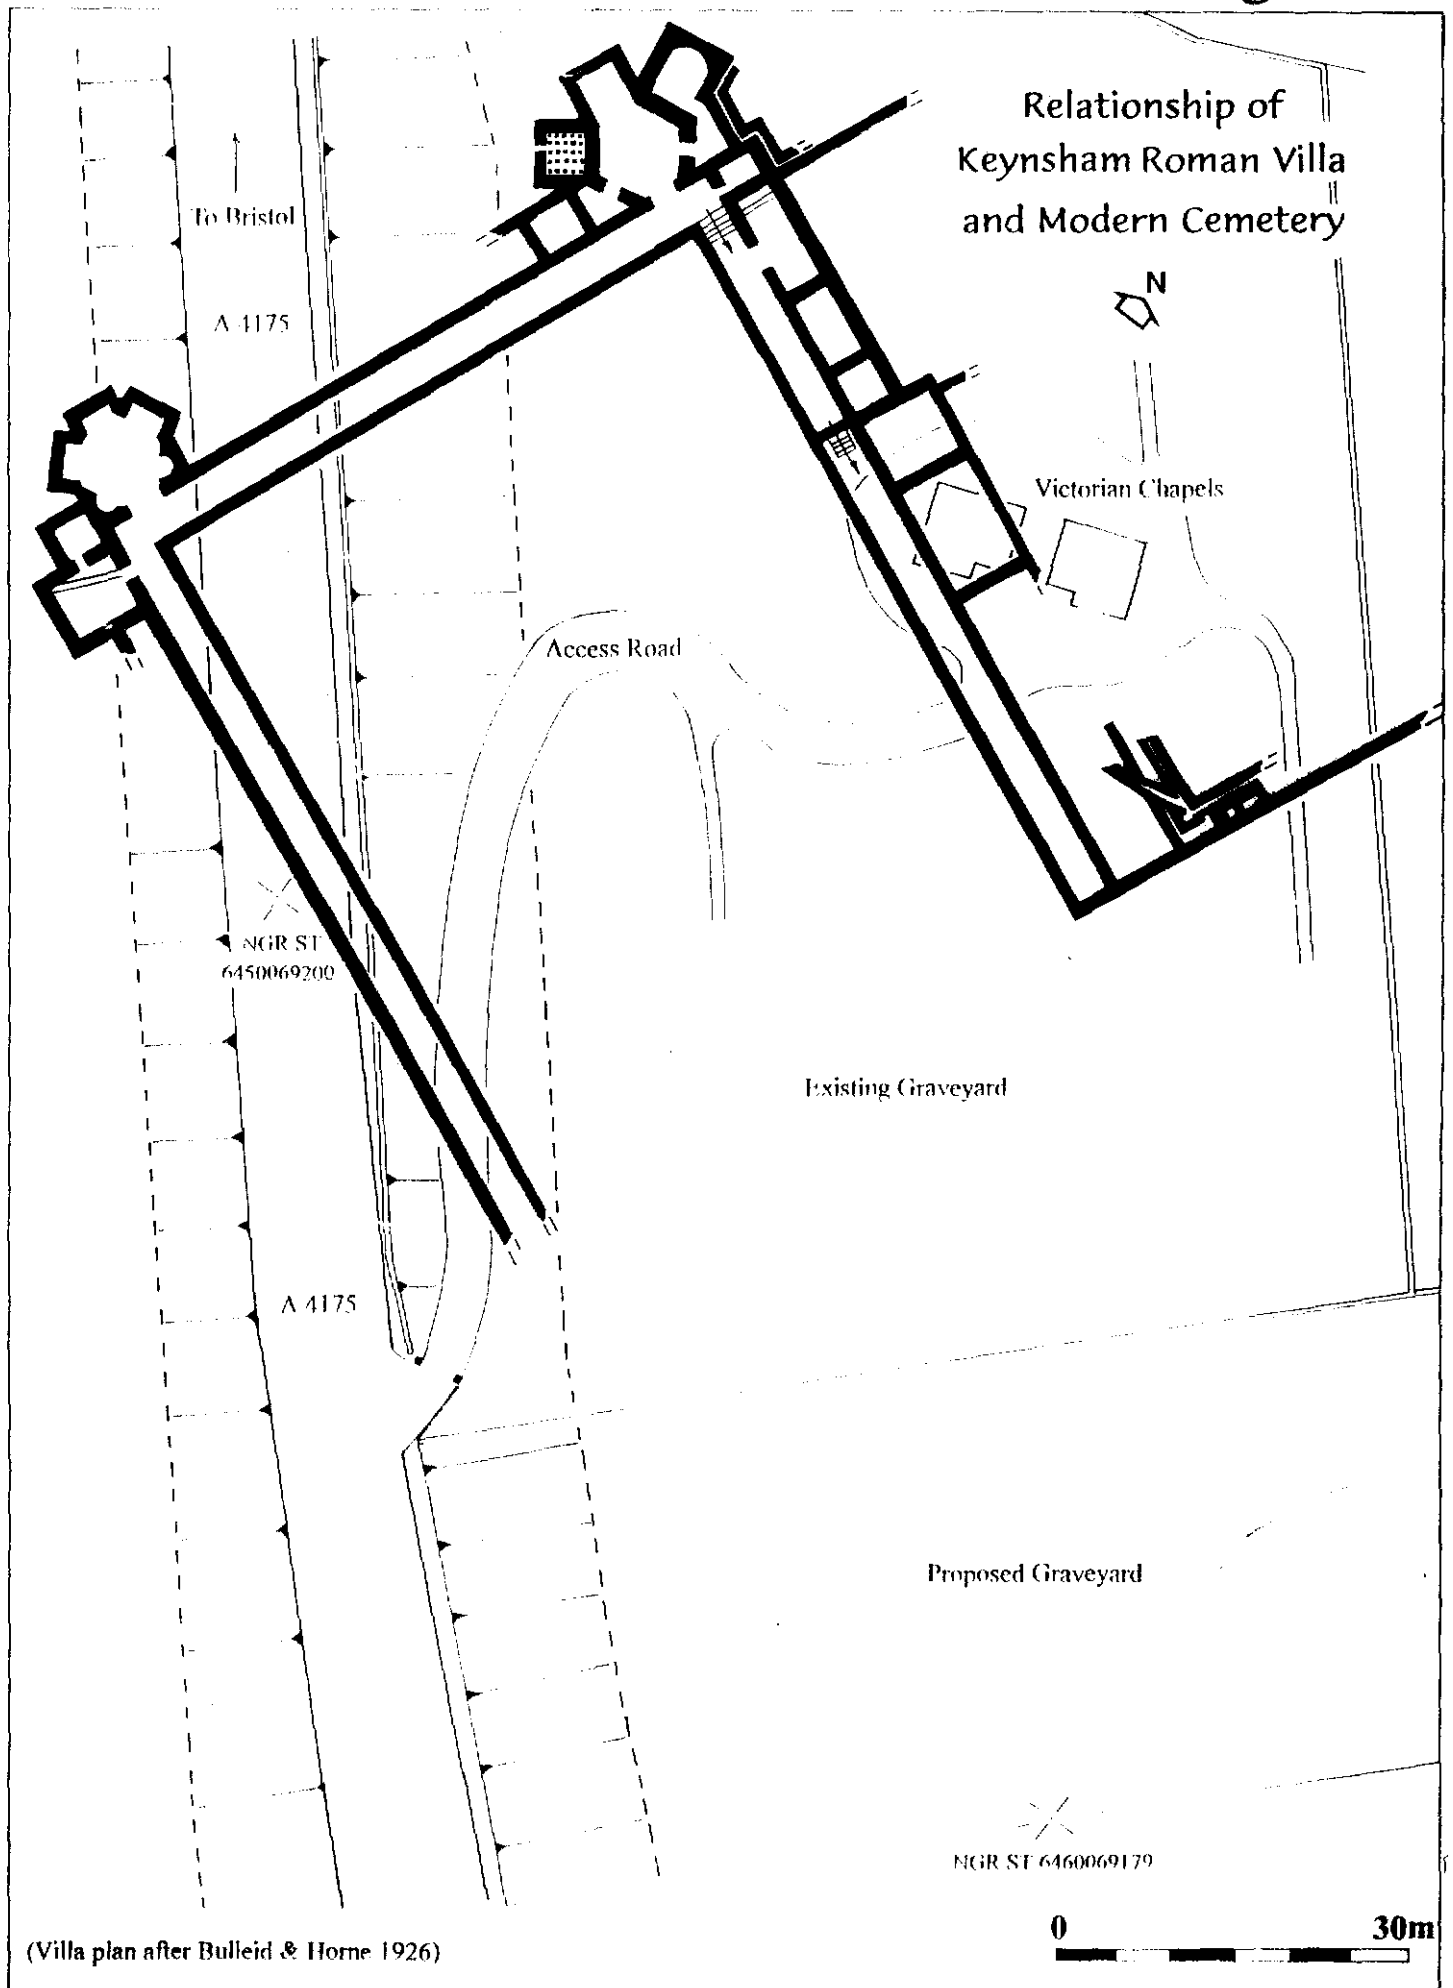 Relationship of
Keynsham Roman Villa
and Modern Cemetery
N
To Bristol
A 4175
Victorian Chapels
Access Road
NGR ST
6450069200
Existing Graveyard
A 4175
Proposed Graveyard
NGR ST 6460069179
0 30m
(Villa plan after Bulleid & Horne 1926)